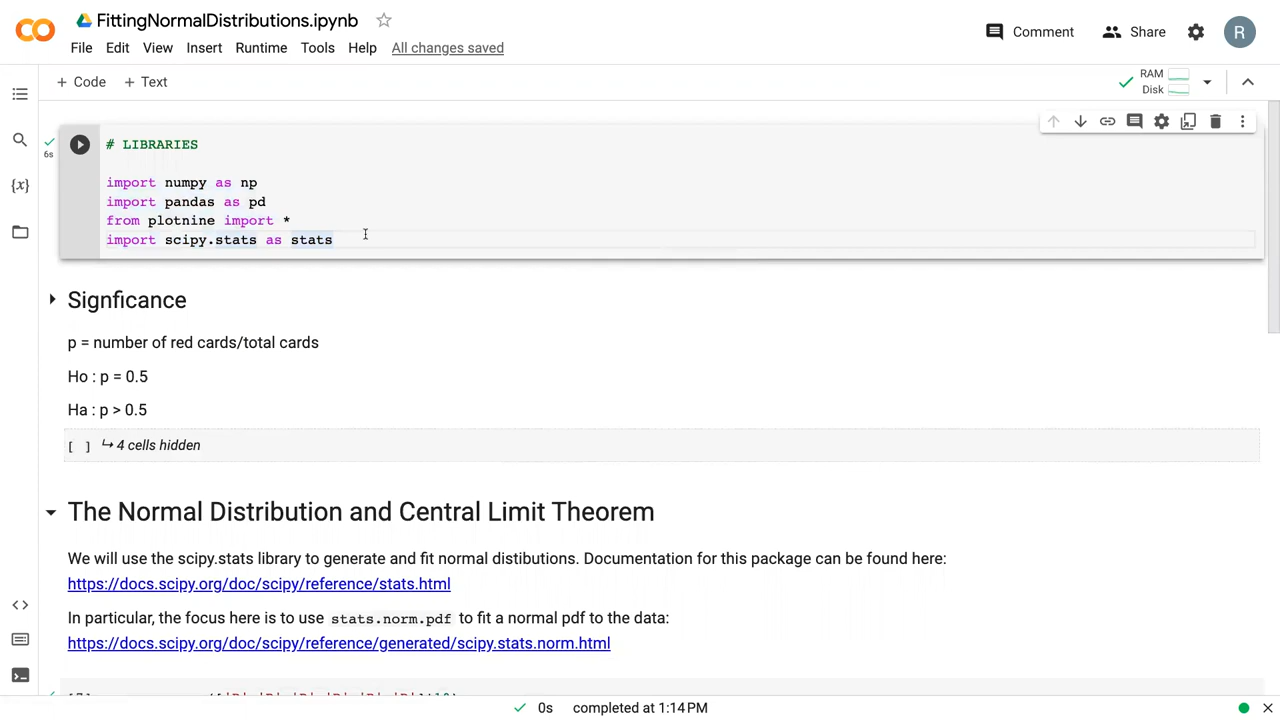 FittingNormalDistributions.ipynb
File Edit View Insert Runtime Tools Help All changes saved
Comment Share R
+ Code + Text
RAM
Disk
6s
# LIBRARIES
import numpy as np
import pandas as pd
from plotnine import *
import scipy.stats as stats
{x}
Signficance
p = number of red cards/total cards
Ho : p = 0.5
Ha : p > 0.5
[ ] 4 cells hidden
The Normal Distribution and Central Limit Theorem
We will use the scipy.stats library to generate and fit normal distibutions. Documentation for this package can be found here:
https://docs.scipy.org/doc/scipy/reference/stats.html
In particular, the focus here is to use stats.norm.pdf to fit a normal pdf to the data:
https://docs.scipy.org/doc/scipy/reference/generated/scipy.stats.norm.html
0s completed at 1:14 PM